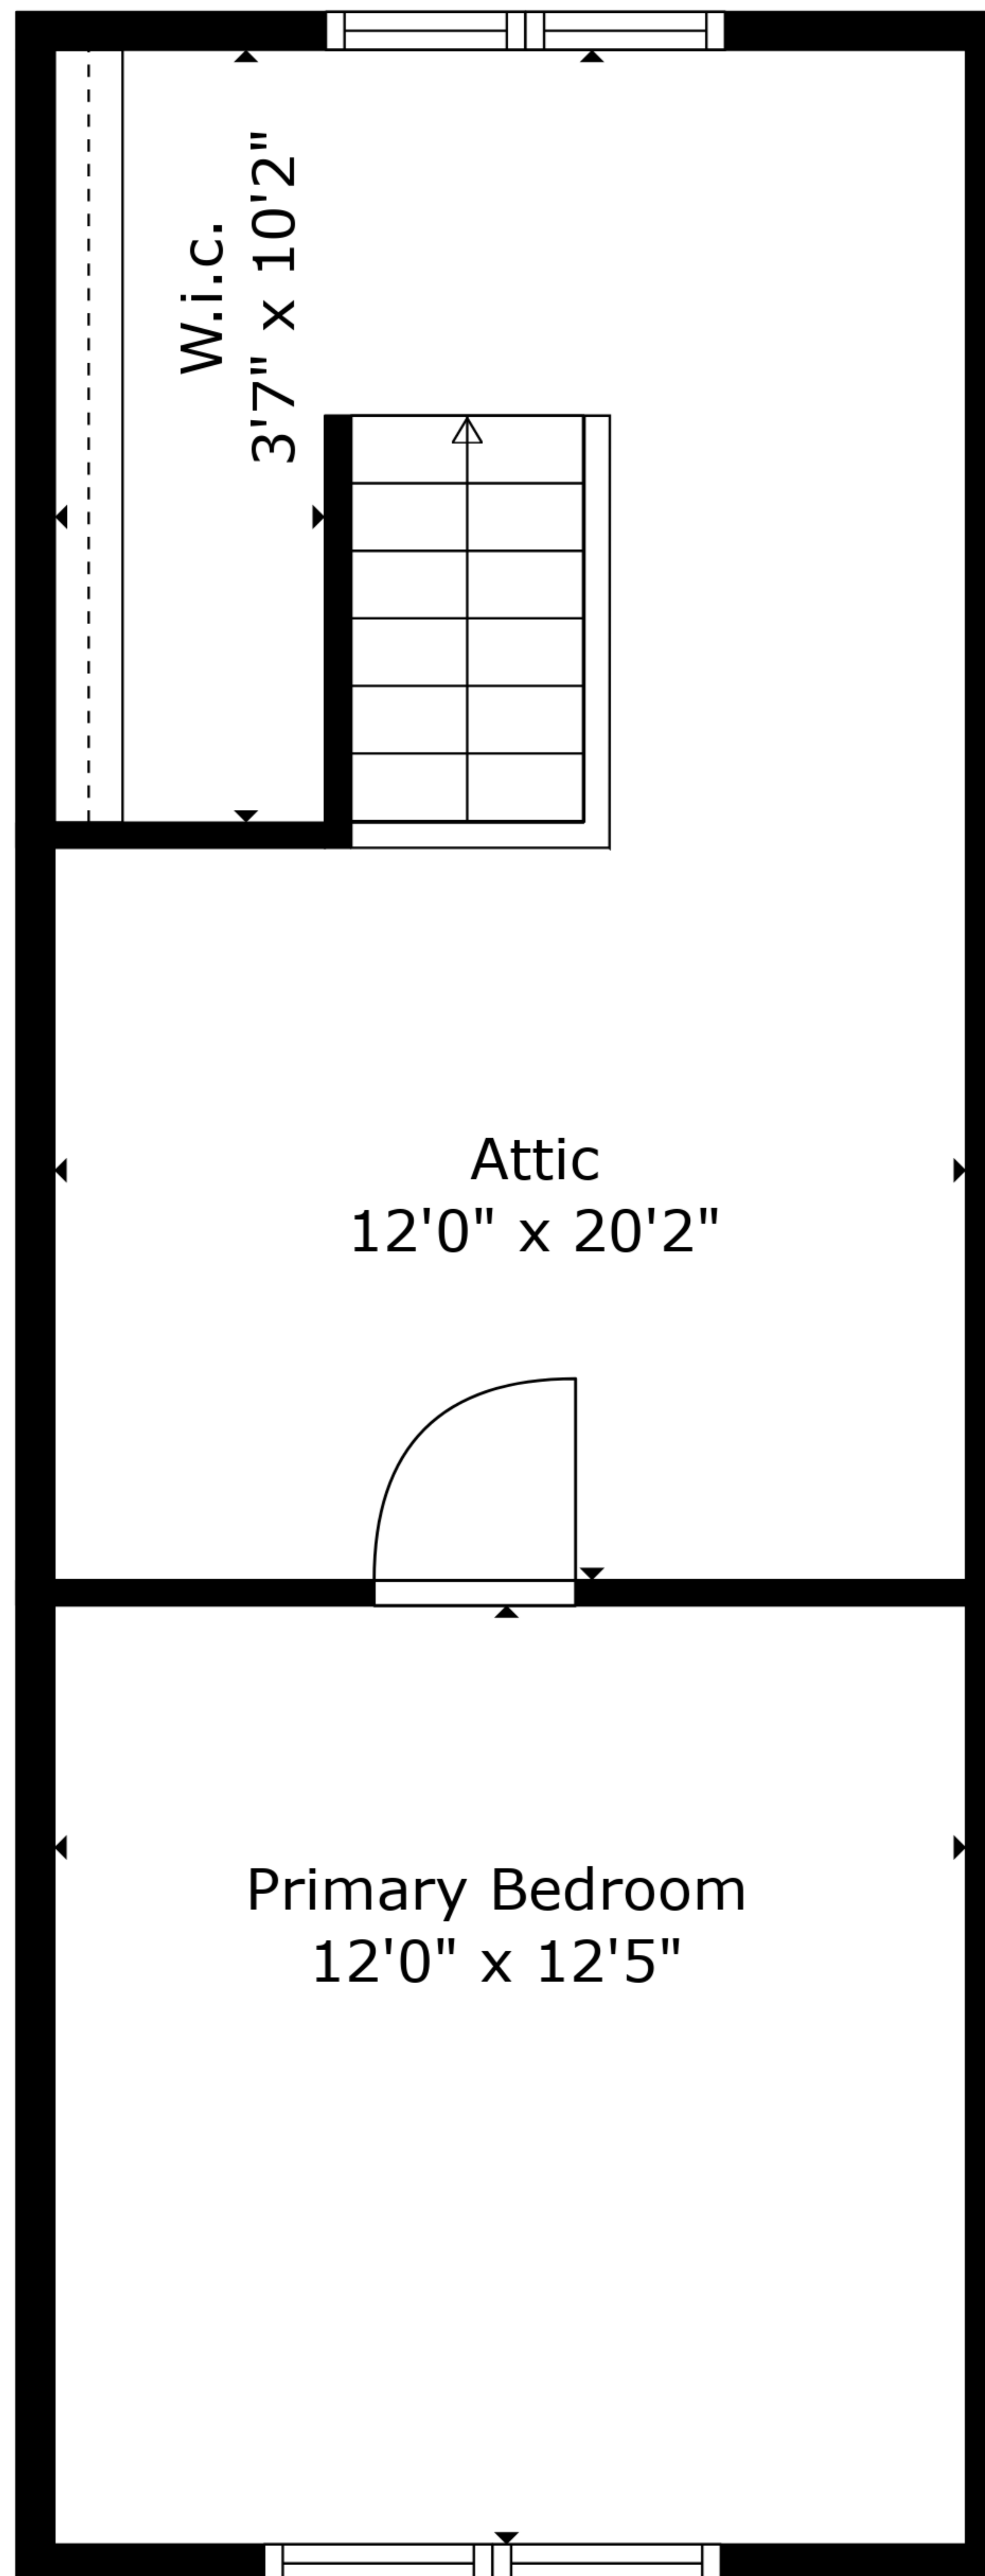 W.i.c.
3'7" x 10'2"
Attic
12'0" x 20'2"
Primary Bedroom
12'0" x 12'5"